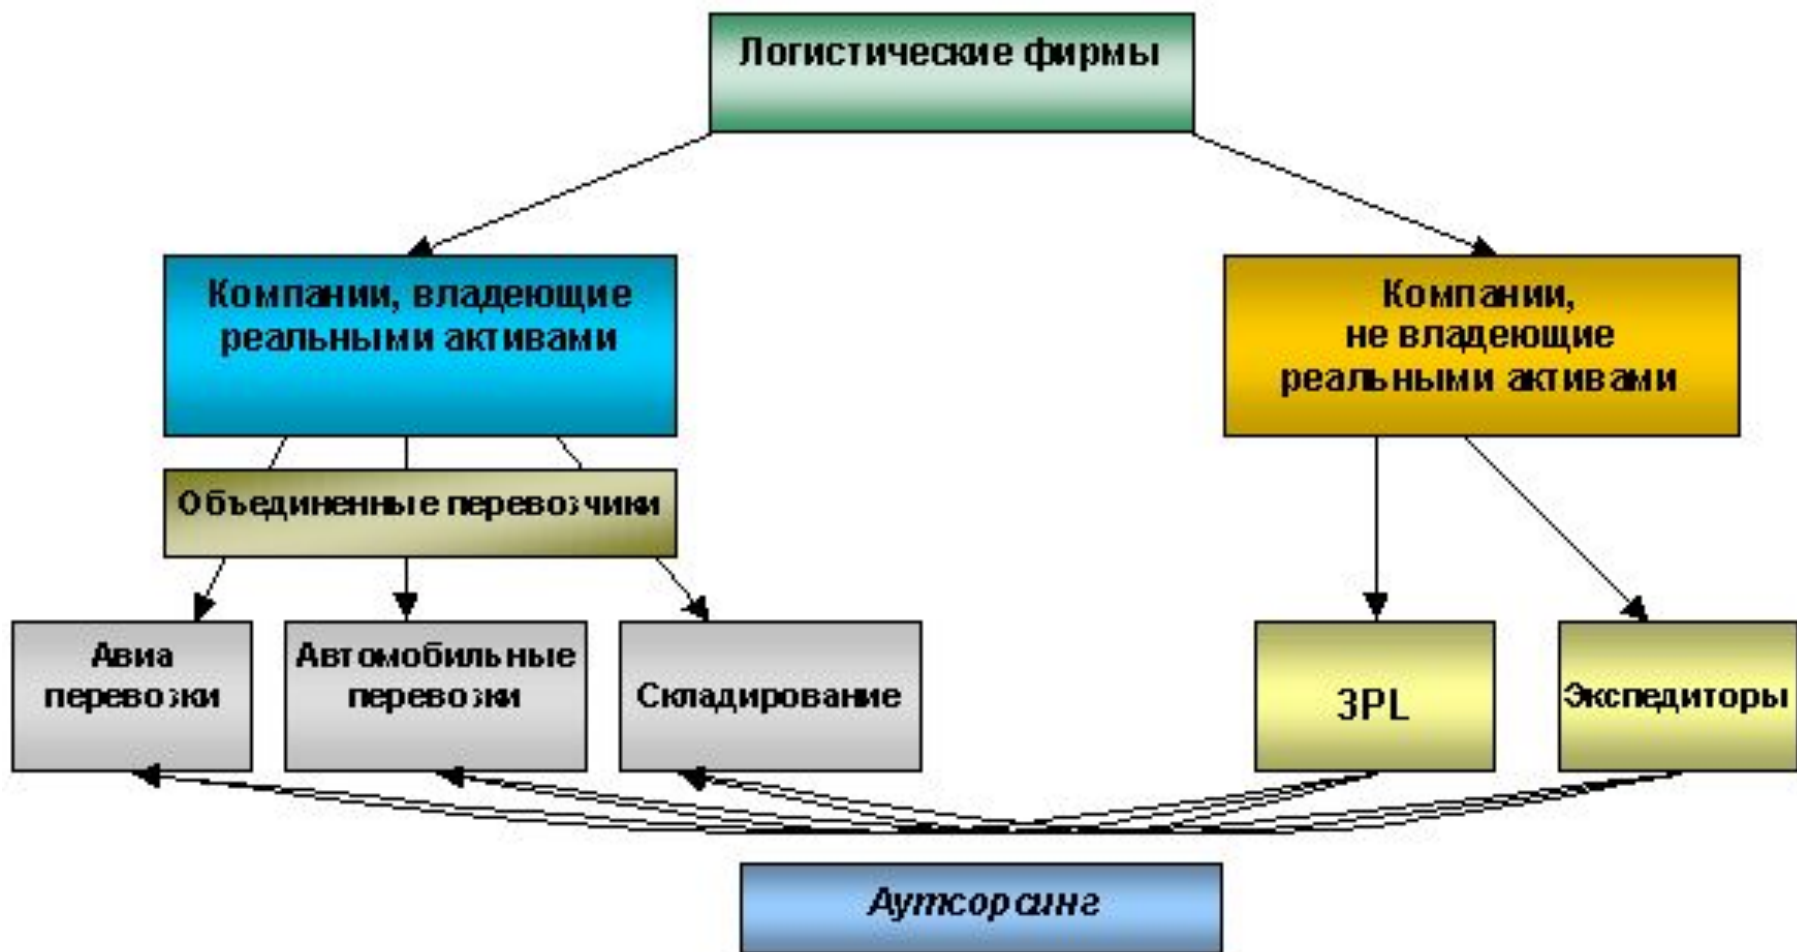 Логистические фирмы
Компании, владеющие
реальными активами
Компании,
не владеющие
реальными активами
Объединенные перевозчики
Авиа
перевозки
Автомобильные
перевозки
Складирование
3PL
Экспедиторы
Аутсорсинг